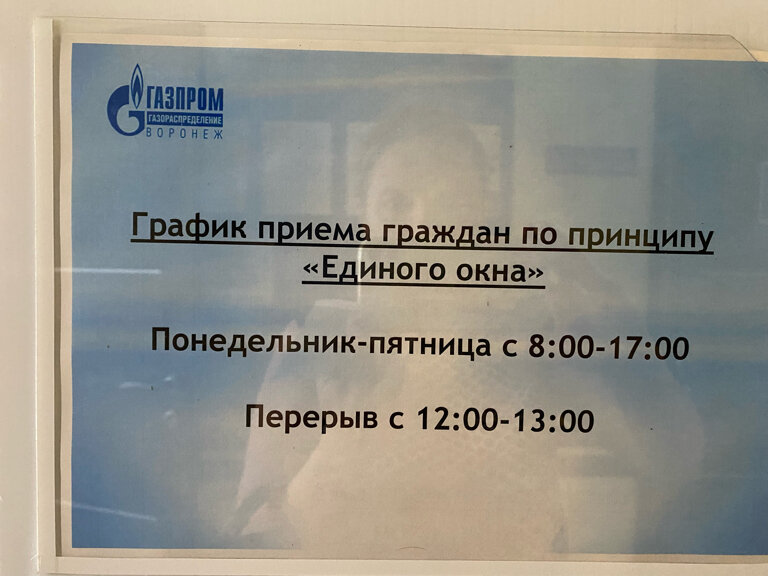 ГАЗПРОМ
ГАЗОРАСПРЕДЕЛЕНИЕ
ВОРОНЕЖ
График приема граждан по принципу
«Единого окна»
Понедельник-пятница с 8:00-17:00
Перерыв с 12:00-13:00